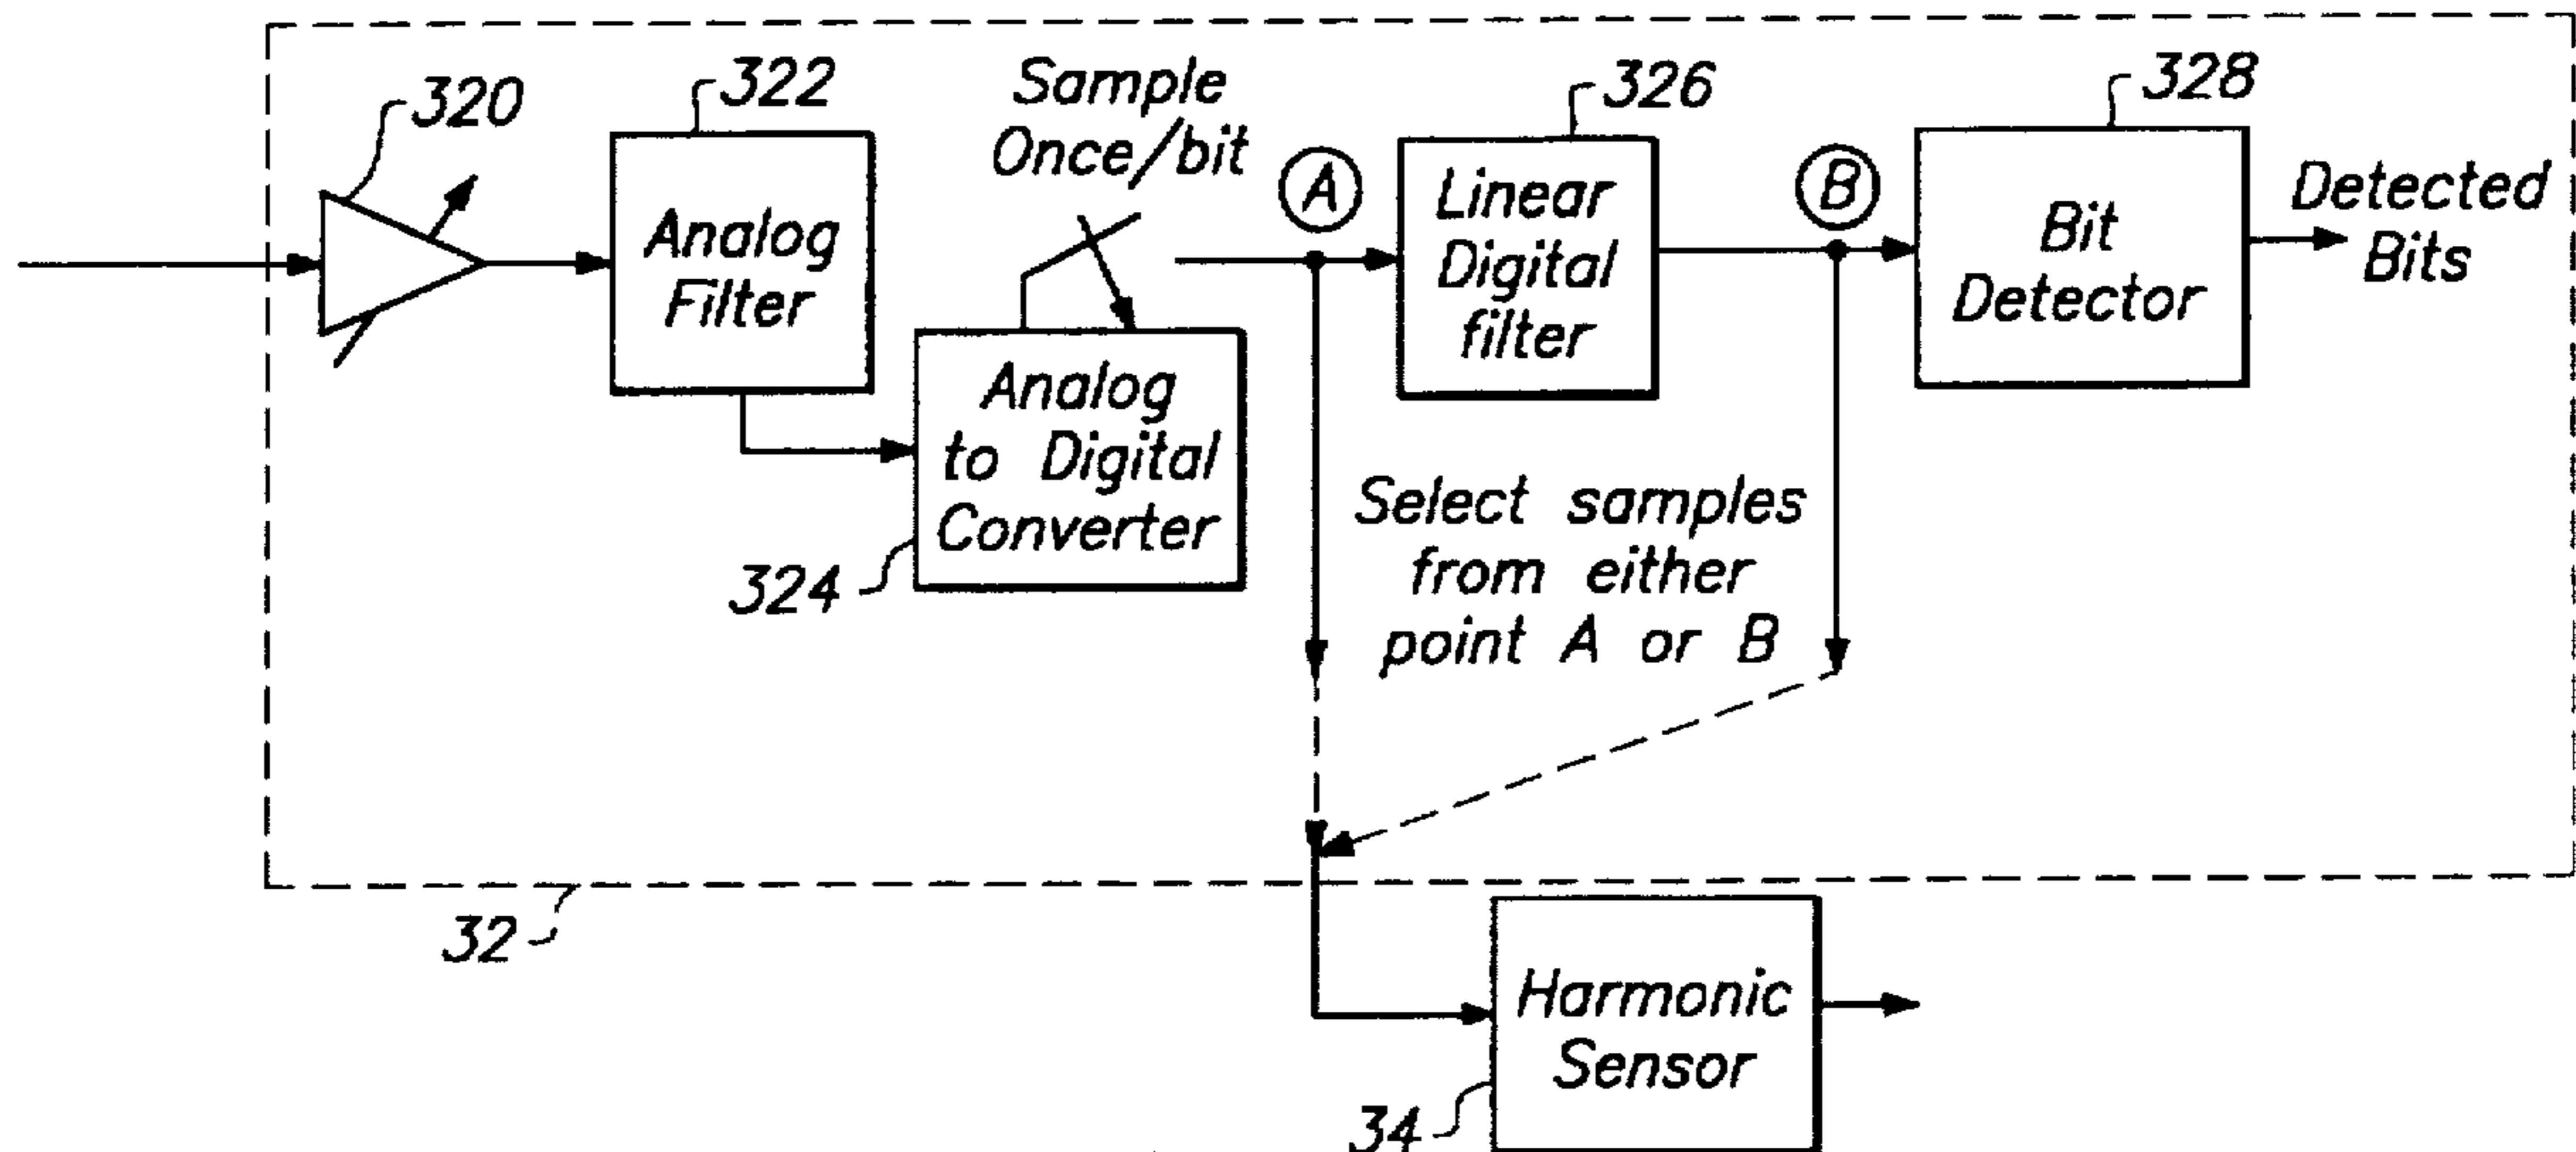 320
322
Sample
Once/bit
A
326
B
328
Analog
Filter
Linear
Digital
filter
Bit
Detector
Detected
Bits
Analog
to Digital
Converter
324
Select samples
from either
point A or B
32
Harmonic
Sensor
34